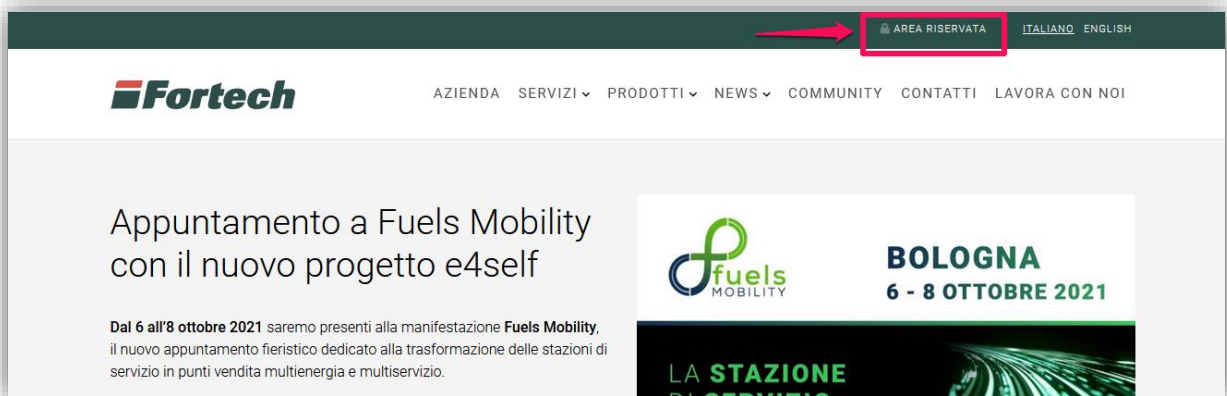 AREA RISERVATA ITALIANO ENGLISH
Fortech
AZIENDA SERVIZI PRODOTTI NEWS COMMUNITY CONTATTI LAVORA CON NOI
Appuntamento a Fuels Mobility
con il nuovo progetto e4self
Dal 6 all'8 ottobre 2021 saremo presenti alla manifestazione Fuels Mobility,
il nuovo appuntamento fieristico dedicato alla trasformazione delle stazioni di
servizio in punti vendita multienergia e multiservizio.
fuels
MOBILITY
BOLOGNA
6 - 8 OTTOBRE 2021
LA STAZIONE
DI SERVIZIO